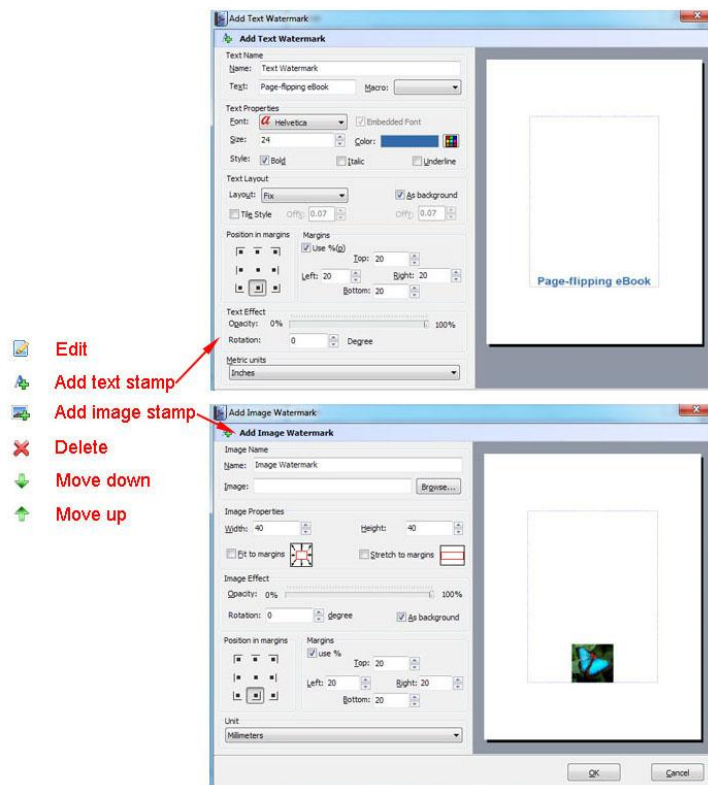 Add Text Watermark
Add Text Watermark
Text Name
Name: Text Watermark
Text: Page-flipping eBook Macro:
Text Properties
Font: a Helvetica Embedded Font
Size: 24 Color:
Style: Bold Italic Underline
Text Layout
Layout: Fix As background
Tile Style 0.07 0.07
Position in margins Margins
Use %(p)
Top: 20
Left: 20 Right: 20
Bottom: 20
Text Effect
Opacity: 0% 100%
Rotation: 0 Degree
Metric units
Inches
Page-flipping eBook
Edit
Add text stamp
Add image stamp
Delete
Move down
Move up
Add Image Watermark
Add Image Watermark
Image Name
Name: Image Watermark
Image: Browse...
Image Properties
Width: 40 Height: 40
Fit to margins Stretch to margins
Image Effect
Opacity: 0% 100%
Rotation: 0 degree As background
Position in margins Margins
use %
Top: 20
Left: 20 Right: 20
Bottom: 20
Unit
Millimeters
OK Cancel